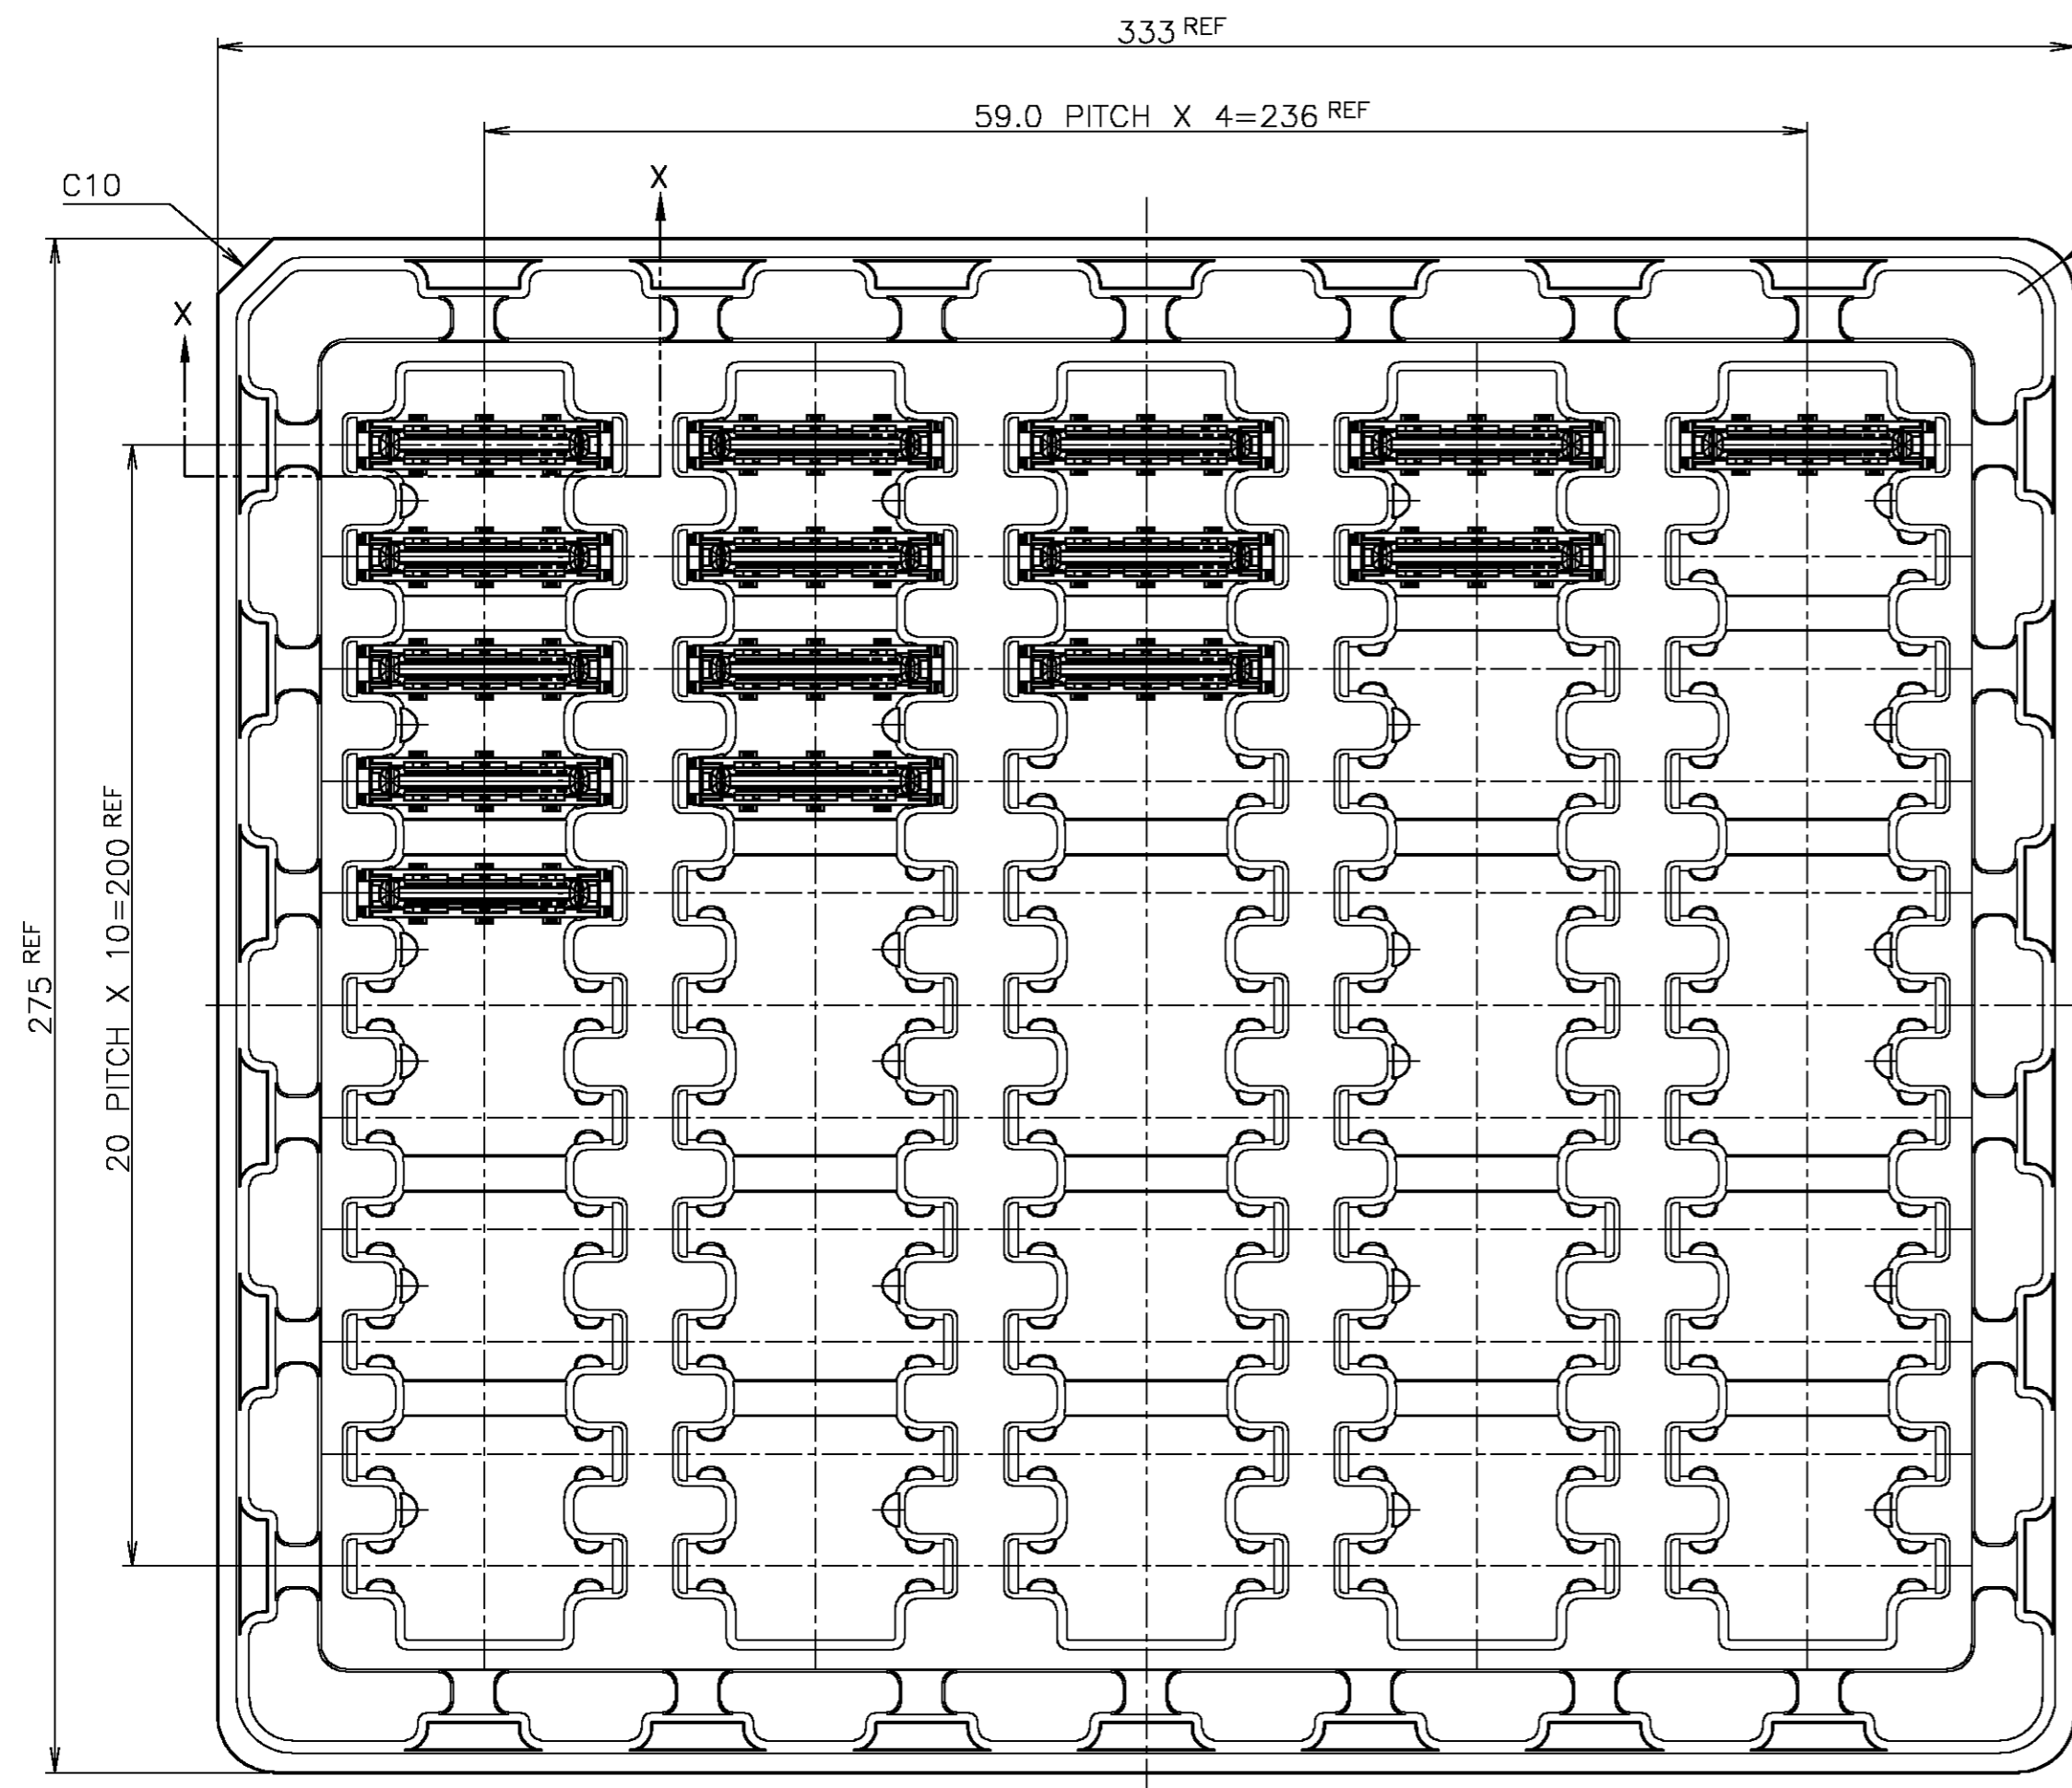 333 REF
59.0 PITCH X 4=236 REF
C10
X
X
20 PITCH X 10=200 REF
275 REF